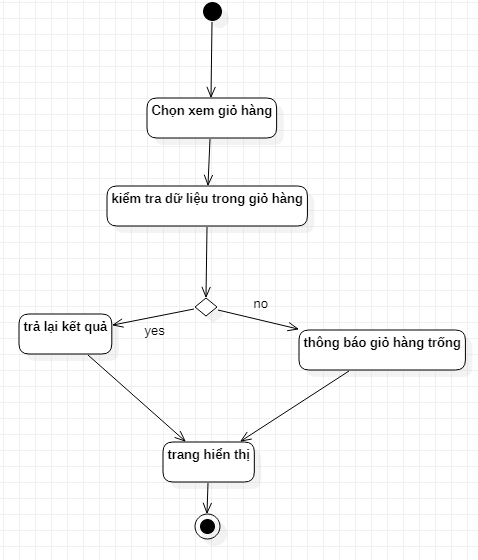 Chọn xem giỏ hàng
kiểm tra dữ liệu trong giỏ hàng
no
yes
trả lại kết quả
thông báo giỏ hàng trống
trang hiển thị